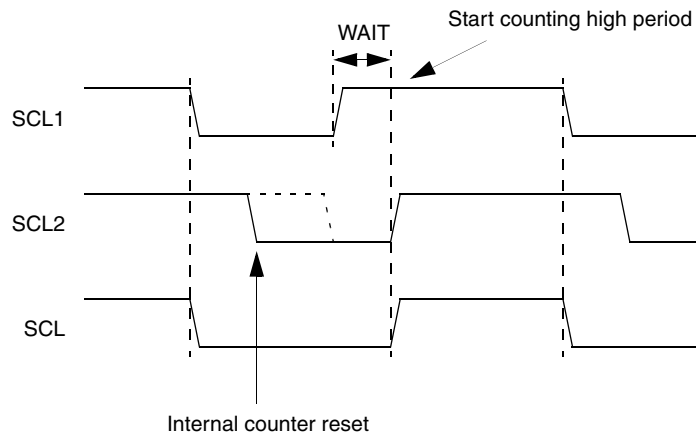 Start counting high period
WAIT
SCL1
SCL2
SCL
Internal counter reset